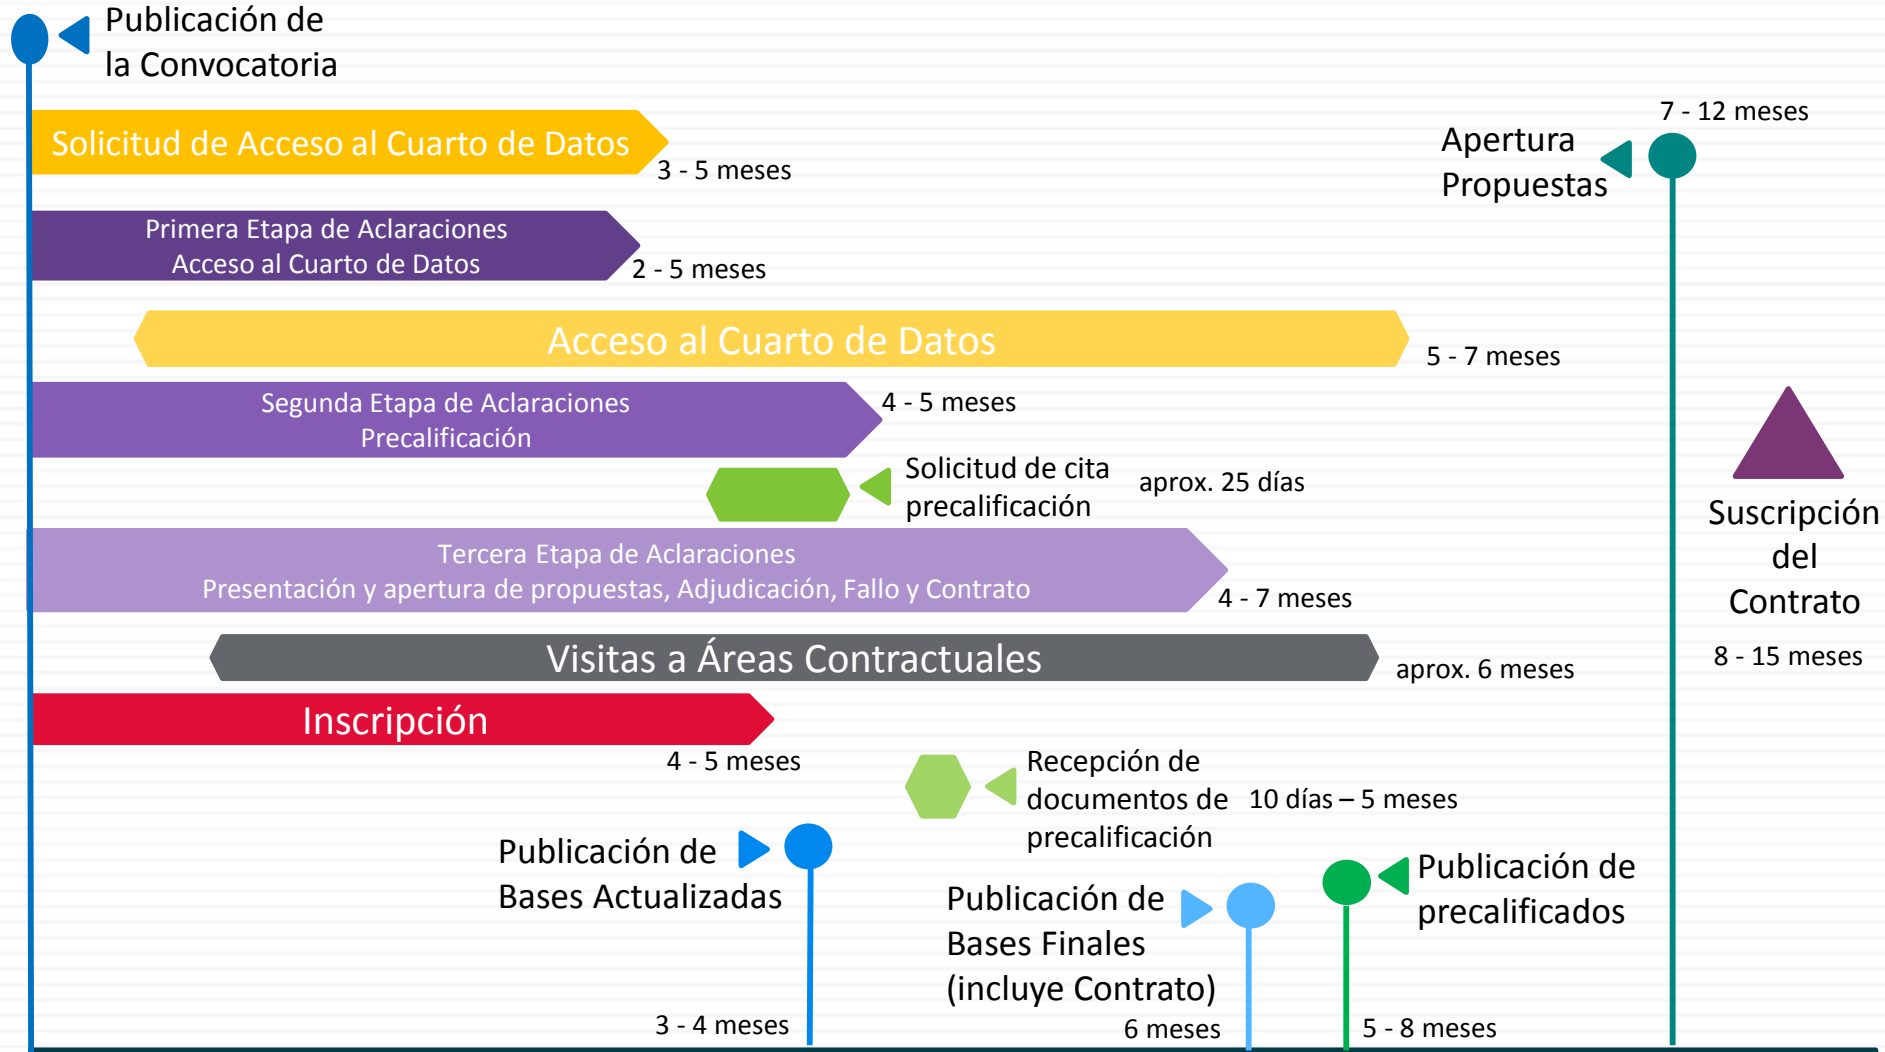 Publicación de
la Convocatoria
7 - 12 meses
Apertura
Propuestas
Solicitud de Acceso al Cuarto de Datos
3 - 5 meses
Primera Etapa de Aclaraciones
Acceso al Cuarto de Datos
2 - 5 meses
Acceso al Cuarto de Datos
5 - 7 meses
Segunda Etapa de Aclaraciones
Precalificación
4 - 5 meses
Solicitud de cita
precalificación
aprox. 25 días
Suscripción
del
Contrato
8 - 15 meses
Tercera Etapa de Aclaraciones
Presentación y apertura de propuestas, Adjudicación, Fallo y Contrato
4 - 7 meses
Visitas a Áreas Contractuales
aprox. 6 meses
Inscripción
4 - 5 meses
Recepción de
documentos de
precalificación
10 días – 5 meses
Publicación de
Bases Actualizadas
3 - 4 meses
Publicación de
Bases Finales
(incluye Contrato)
6 meses
Publicación de
precalificados
5 - 8 meses